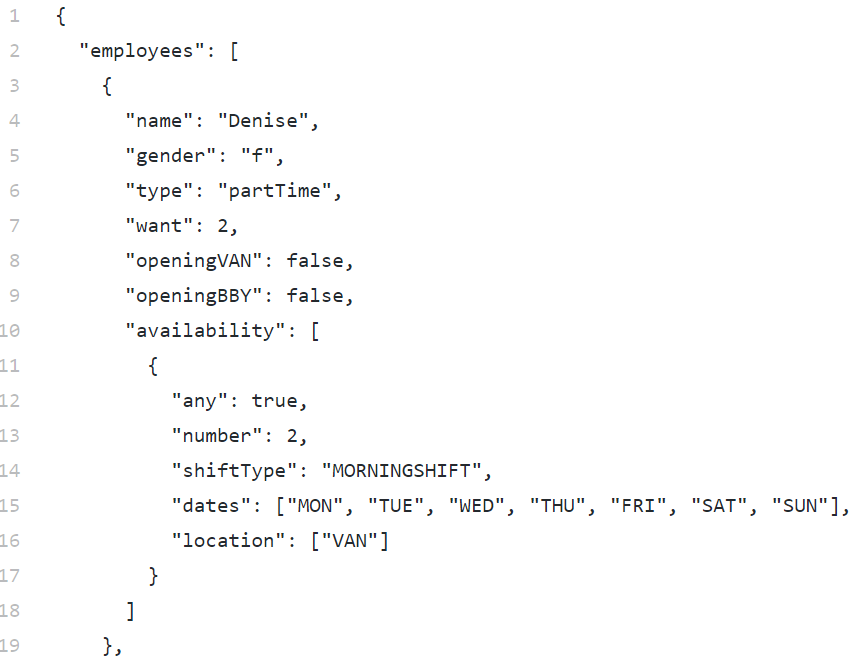 1 {
2 "employees": [
3 {
4 "name": "Denise",
5 "gender": "f",
6 "type": "partTime",
7 "want": 2,
8 "openingVAN": false,
9 "openingBBY": false,
10 "availability": [
11 {
12 "any": true,
13 "number": 2,
14 "shiftType": "MORNINGSHIFT",
15 "dates": ["MON", "TUE", "WED", "THU", "FRI", "SAT", "SUN"],
16 "location": ["VAN"]
17 }
18 ]
19 },